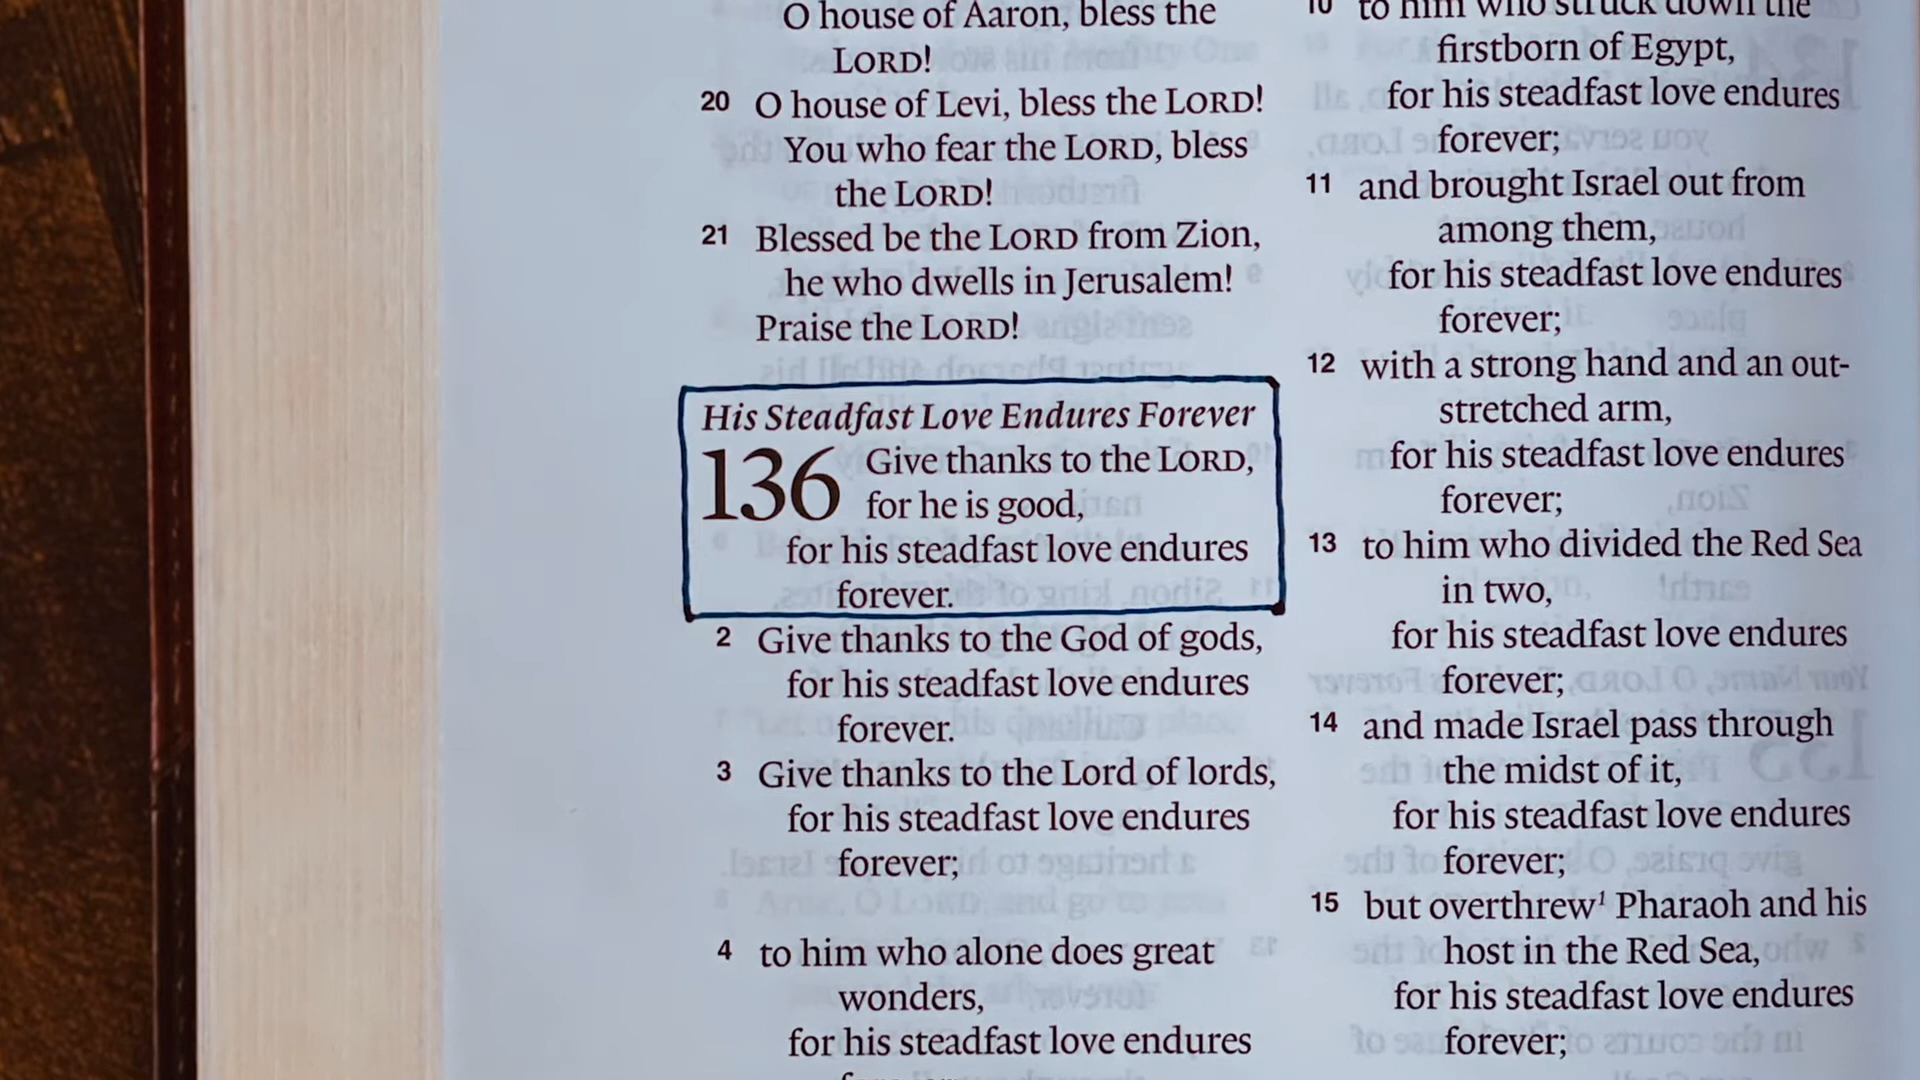 O house of Aaron, bless the
LORD!
20 O house of Levi, bless the LORD!
You who fear the LORD, bless
the LORD!
21 Blessed be the LORD from Zion,
he who dwells in Jerusalem!
Praise the LORD!
His Steadfast Love Endures Forever
136 Give thanks to the LORD,
for he is good,
for his steadfast love endures
forever.
2 Give thanks to the God of gods,
for his steadfast love endures
forever.
3 Give thanks to the Lord of lords,
for his steadfast love endures
forever;
4 to him who alone does great
wonders,
for his steadfast love endures
10 to him who struck down the
firstborn of Egypt,
for his steadfast love endures
forever;
11 and brought Israel out from
among them,
for his steadfast love endures
forever;
12 with a strong hand and an out-
stretched arm,
for his steadfast love endures
forever;
13 to him who divided the Red Sea
in two,
for his steadfast love endures
forever;
14 and made Israel pass through
the midst of it,
for his steadfast love endures
forever;
15 but overthrew¹ Pharaoh and his
host in the Red Sea,
for his steadfast love endures
forever;